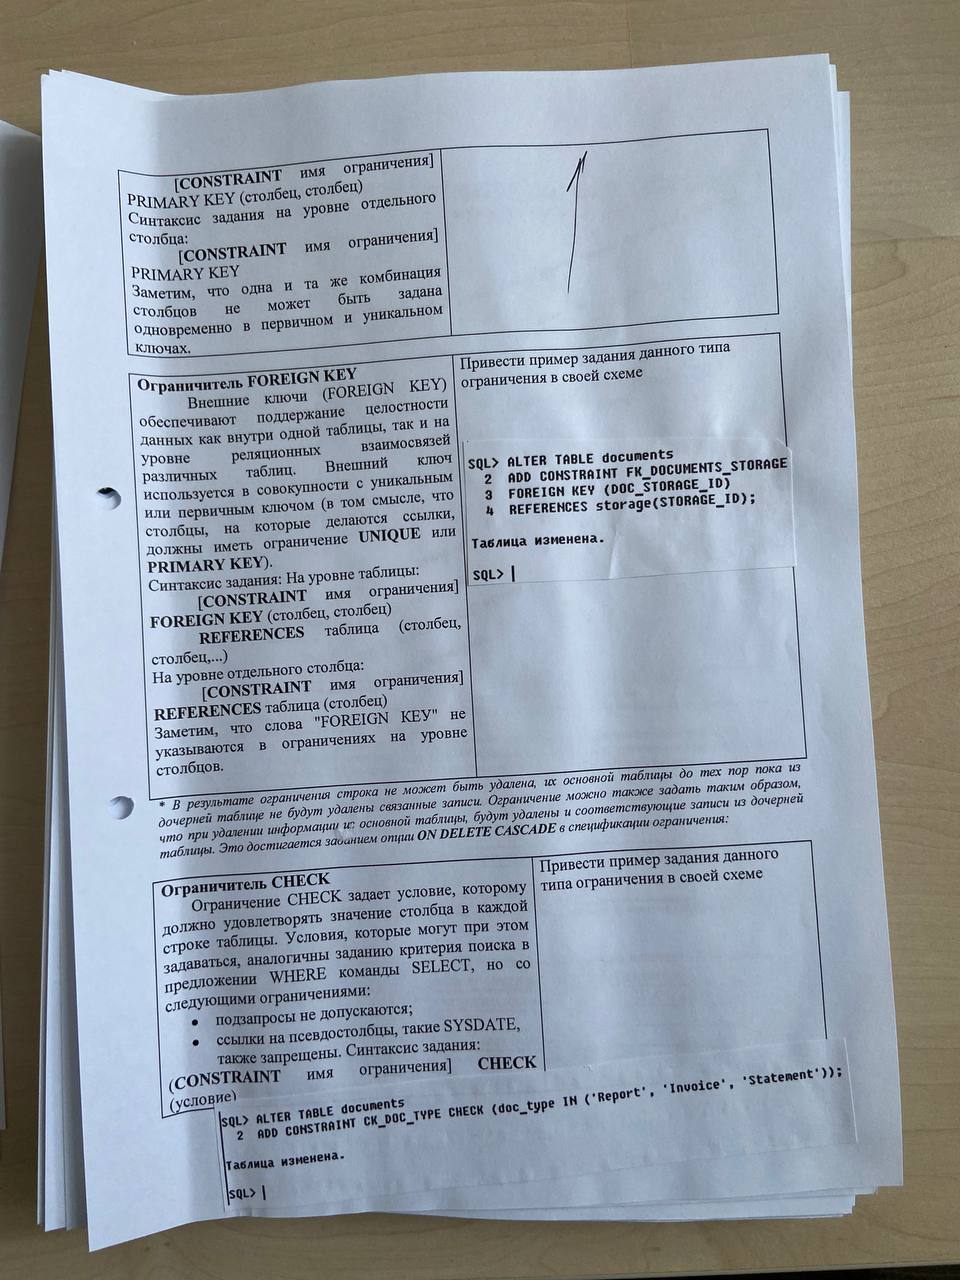 [CONSTRAINT имя ограничения]
PRIMARY KEY (столбец, столбец)
Синтаксис задания на уровне отдельного
столбца:
[CONSTRAINT имя ограничения]
PRIMARY KEY
Заметим, что одна и та же комбинация
столбцов не может быть задана
одновременно в первичном и уникальном
ключах.
Ограничитель FOREIGN KEY
Внешние ключи (FOREIGN KEY)
обеспечивают поддержание целостности
данных как внутри одной таблицы, так и на
уровне реляционных взаимосвязей
различных таблиц. Внешний ключ
используется в совокупности с уникальным
или первичным ключом (в том смысле, что
столбцы, на которые делаются ссылки,
должны иметь ограничение UNIQUE или
PRIMARY KEY).
Синтаксис задания: На уровне таблицы:
[CONSTRAINT имя ограничения]
FOREIGN KEY (столбец, столбец)
REFERENCES таблица (столбец,
столбец,...)
На уровне отдельного столбца:
[CONSTRAINT имя ограничения]
REFERENCES таблица (столбец)
Заметим, что слова "FOREIGN KEY" не
указываются в ограничениях на уровне
столбцов.
Привести пример задания данного типа
ограничения в своей схеме
SQL> ALTER TABLE documents
2 ADD CONSTRAINT FK_DOCUMENTS_STORAGE
3 FOREIGN KEY (DOC_STORAGE_ID)
4 REFERENCES storage(STORAGE_ID);
Таблица изменена.
SQL>
* В результате ограничения строка не может быть удалена, их основной таблицы до тех пор пока из
дочерней таблице не будут удалены связанные записи. Ограничение можно также задать таким образом,
что при удалении информации из основной таблицы, будут удалены и соответствующие записи из дочерней
таблицы. Это достигается заданием опции ON DELETE CASCADE в спецификации ограничения:
Ограничитель CHECK
Ограничение CHECK задает условие, которому
должно удовлетворять значение столбца в каждой
строке таблицы. Условия, которые могут при этом
задаваться, аналогичны заданию критерия поиска в
предложении WHERE команды SELECT, но со
следующими ограничениями:
• подзапросы не допускаются;
• ссылки на псевдостолбцы, такие SYSDATE,
также запрещены. Синтаксис задания:
(CONSTRAINT имя ограничения] CHECK
(условие)
Привести пример задания данного
типа ограничения в своей схеме
SQL> ALTER TABLE documents
2 ADD CONSTRAINT CK_DOC_TYPE CHECK (doc_type IN ('Report', 'Invoice', 'Statement'));
Таблица изменена.
SQL>